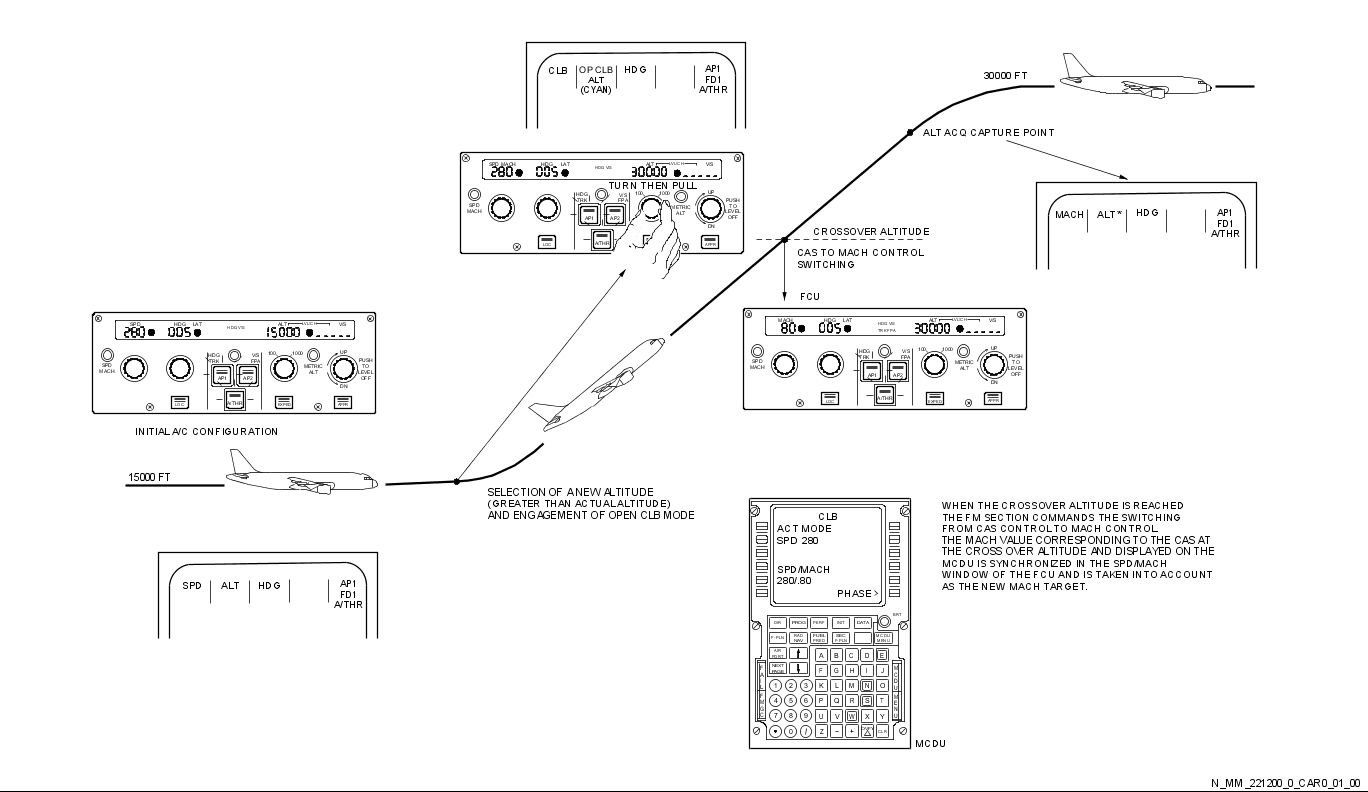 CLB
OP CLB
HDG
AP1
ALT
FD1
(CYAN)
A/THR
30000 FT
ALT ACQ CAPTURE POINT
SPD MACH
HDG
LAT
HDG V/S
ALT
LVL/CH
V/S
280
005
30000
TURN THEN PULL
SPD
MACH
HDG
TRK
V/S
FPA
100
1000
METRIC
ALT
UP
PUSH
TO
LEVEL
OFF
DN
AP1
AP2
LOC
A/THR
APPR
MACH
ALT*
HDG
AP1
FD1
A/THR
CROSSOVER ALTITUDE
CAS TO MACH CONTROL
SWITCHING
FCU
SPD
HDG
LAT
HDG V/S
ALT
LVL/CH
V/S
280
005
15000
SPD
MACH
HDG
TRK
V/S
FPA
100
1000
METRIC
ALT
UP
PUSH
TO
LEVEL
OFF
DN
AP1
AP2
LOC
A/THR
EXPED
APPR
INITIAL A/C CONFIGURATION
MACH
HDG
LAT
HDG V/S
TRK FPA
ALT
LVL/CH
V/S
80
005
30000
SPD
MACH
HDG
TRK
V/S
FPA
100
1000
METRIC
ALT
UP
PUSH
TO
LEVEL
OFF
DN
AP1
AP2
LOC
A/THR
EXPED
APPR
15000 FT
SELECTION OF A NEW ALTITUDE
(GREATER THAN ACTUAL ALTITUDE)
AND ENGAGEMENT OF OPEN CLB MODE
SPD
ALT
HDG
AP1
FD1
A/THR
CLB
ACT MODE
SPD 280
SPD/MACH
280/.80
PHASE >
DIR
PROG
PERF
INIT
DATA
BRT
F-PLN
RAD
NAV
FUEL
PRED
SEC
F-PLN
MCDU
MENU
AIR
PORT
NEXT
PAGE
A B C D E
F G H I J
1 2 3 K L M N O
4 5 6 P Q R S T
7 8 9 U V W X Y
0 / Z - + CLR
FAIL
FMGC
MCDU
MENU
MCDU
WHEN THE CROSSOVER ALTITUDE IS REACHED
THE FM SECTION COMMANDS THE SWITCHING
FROM CAS CONTROL TO MACH CONTROL.
THE MACH VALUE CORRESPONDING TO THE CAS AT
THE CROSS OVER ALTITUDE AND DISPLAYED ON THE
MCDU IS SYNCHRONIZED IN THE SPD/MACH
WINDOW OF THE FCU AND IS TAKEN INTO ACCOUNT
AS THE NEW MACH TARGET.
N_MM_221200_0_CAR0_01_00